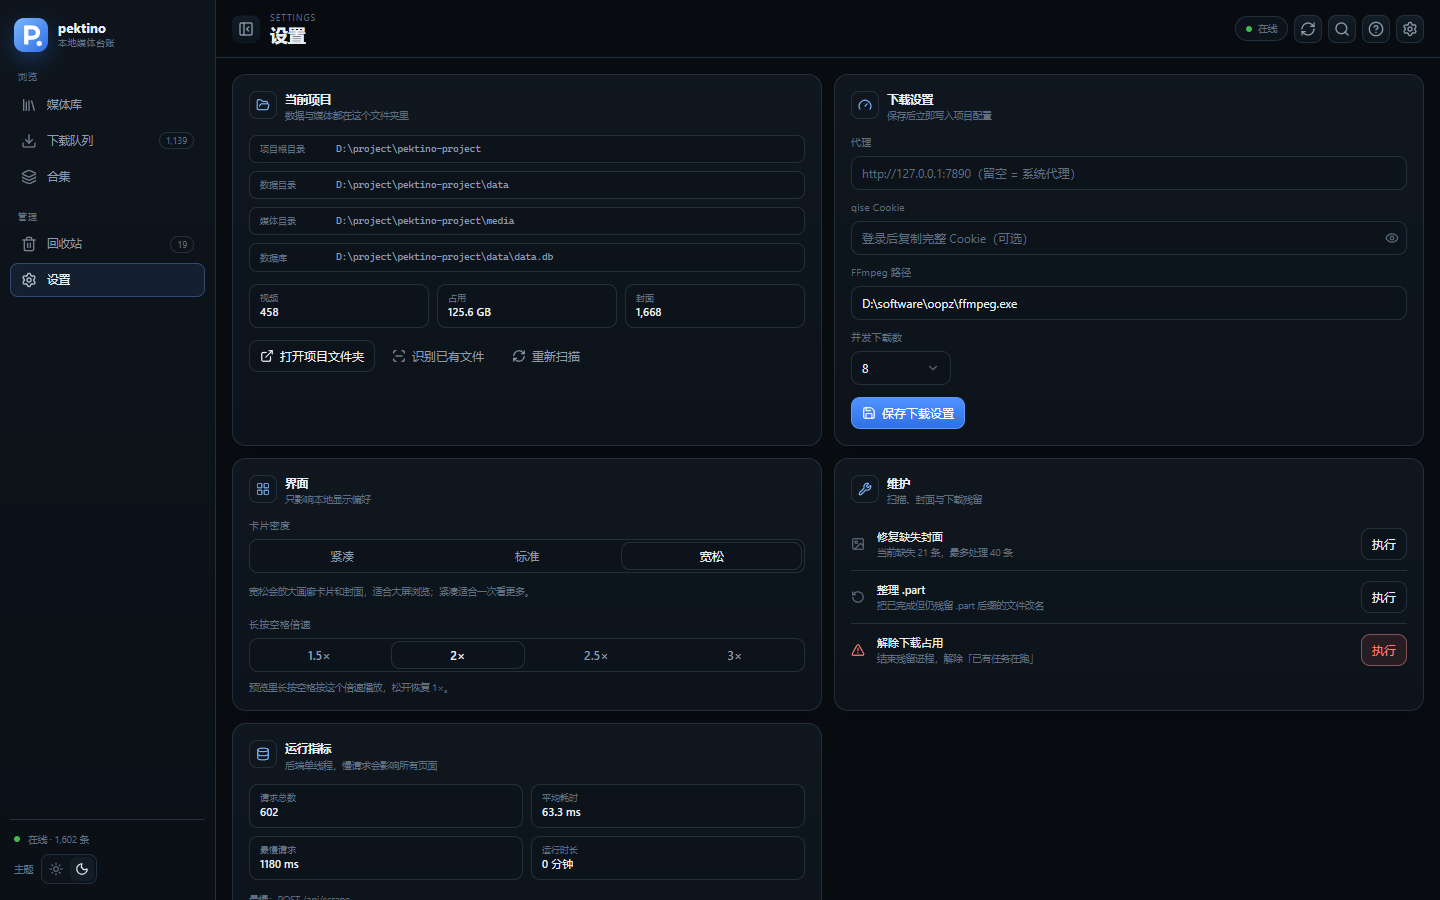 P.
pektino
本地媒体台账
浏览
媒体库
下载队列
1,139
合集
管理
回收站
19
设置
在线 · 1,602 条
主题
SETTINGS
设置
在线
当前项目
数据与媒体都在这个文件夹里
项目根目录 D:\project\pektino-project
数据目录 D:\project\pektino-project\data
媒体目录 D:\project\pektino-project\media
数据库 D:\project\pektino-project\data\data.db
视频
458
占用
125.6 GB
封面
1,668
打开项目文件夹
识别已有文件
重新扫描
下载设置
保存后立即写入项目配置
代理
http://127.0.0.1:7890（留空 = 系统代理）
qise Cookie
登录后复制完整 Cookie（可选）
FFmpeg 路径
D:\software\oopz\ffmpeg.exe
并发下载数
8
保存下载设置
界面
只影响本地显示偏好
卡片密度
紧凑
标准
宽松
宽松会放大画廊卡片和封面，适合大屏浏览；紧凑适合一次看更多。
长按空格倍速
1.5×
2×
2.5×
3×
预览里长按空格按这个倍速播放，松开恢复 1×。
维护
扫描、封面与下载残留
修复缺失封面
当前缺失 21 条，最多处理 40 条
执行
整理 .part
把已完成但仍残留 .part 后缀的文件改名
执行
解除下载占用
结束残留进程，解除「已有任务在跑」
执行
运行指标
后端单线程，慢请求会影响所有页面
请求总数
602
平均耗时
63.3 ms
最慢请求
1180 ms
运行时长
0 分钟
最慢：POST /api/scrape